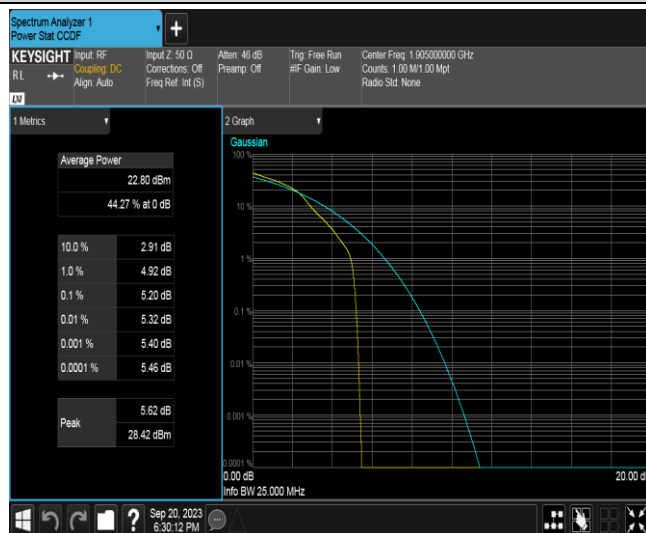 Spectrum Analyzer 1
Power Stat CCDF
+
KEYSIGHT
RL
LXI
Input: RF
Coupling: DC
Align: Auto
Input Z: 50 Ω
Corrections: Off
Freq Ref: Int (S)
Atten: 46 dB
Preamp: Off
Trig: Free Run
#IF Gain: Low
Center Freq: 1.905000000 GHz
Counts: 1.00 M/1.00 Mpt
Radio Std: None
1 Metrics
Average Power
22.80 dBm
44.27 % at 0 dB
10.0 % 2.91 dB
1.0 % 4.92 dB
0.1 % 5.20 dB
0.01 % 5.32 dB
0.001 % 5.40 dB
0.0001 % 5.46 dB
Peak 5.62 dB
28.42 dBm
2 Graph
Gaussian
100 %
10 %
1 %
0.1 %
0.01 %
0.001 %
0.0001 %
0.00 dB 20.00 d
Info BW 25.000 MHz
?
Sep 20, 2023
6:30:12 PM